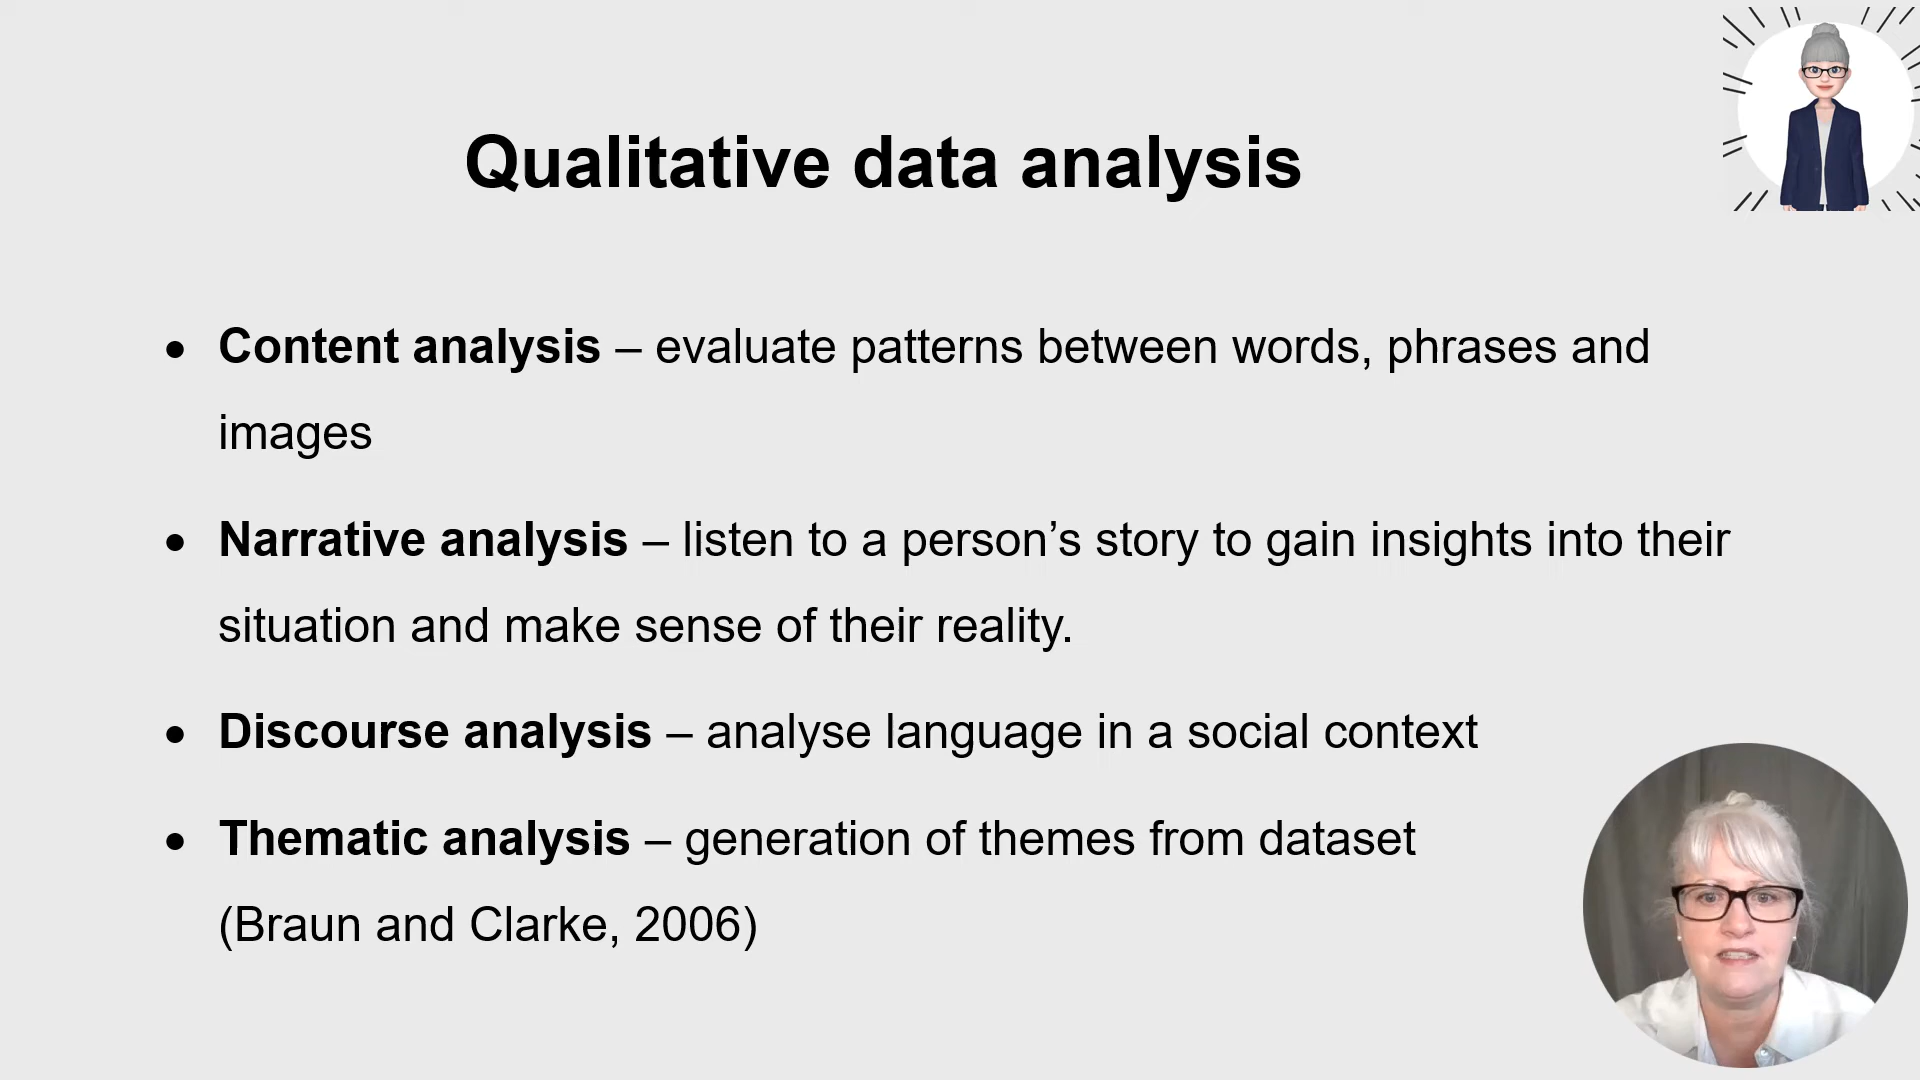 Qualitative data analysis
• Content analysis – evaluate patterns between words, phrases and
images
• Narrative analysis – listen to a person’s story to gain insights into their
situation and make sense of their reality.
• Discourse analysis – analyse language in a social context
• Thematic analysis – generation of themes from dataset
(Braun and Clarke, 2006)